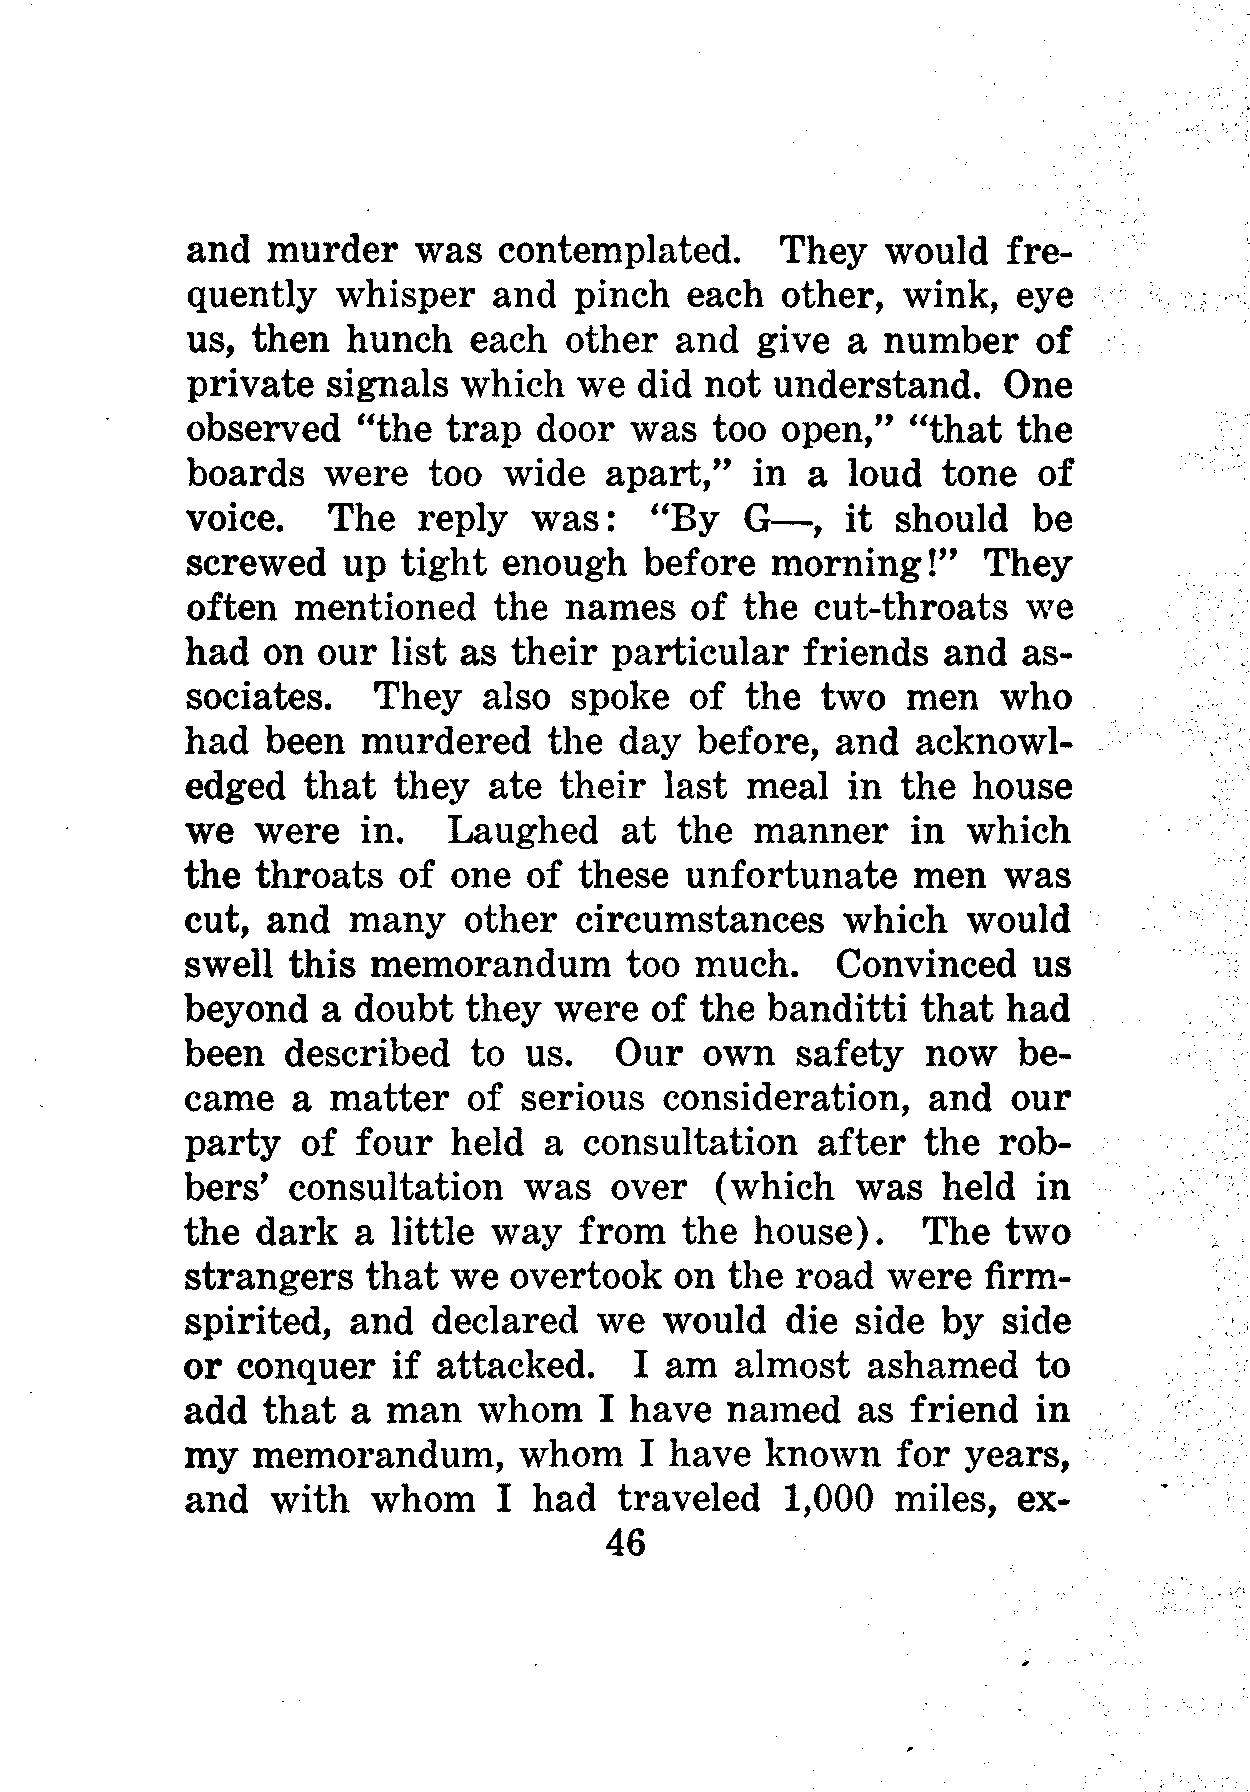 and murder was contemplated. They would fre-
quently whisper and pinch each other, wink, eye
us, then hunch each other and give a number of
private signals which we did not understand. One
observed “the trap door was too open,” “that the
boards were too wide apart,” in a loud tone of
voice. The reply was: “By G—, it should be
screwed up tight enough before morning!” They
often mentioned the names of the cut-throats we
had on our list as their particular friends and as-
sociates. They also spoke of the two men who
had been murdered the day before, and acknowl-
edged that they ate their last meal in the house
we were in. Laughed at the manner in which
the throats of one of these unfortunate men was
cut, and many other circumstances which would
swell this memorandum too much. Convinced us
beyond a doubt they were of the banditti that had
been described to us. Our own safety now be-
came a matter of serious consideration, and our
party of four held a consultation after the rob-
bers’ consultation was over (which was held in
the dark a little way from the house). The two
strangers that we overtook on the road were firm-
spirited, and declared we would die side by side
or conquer if attacked. I am almost ashamed to
add that a man whom I have named as friend in
my memorandum, whom I have known for years,
and with whom I had traveled 1,000 miles, ex-
46